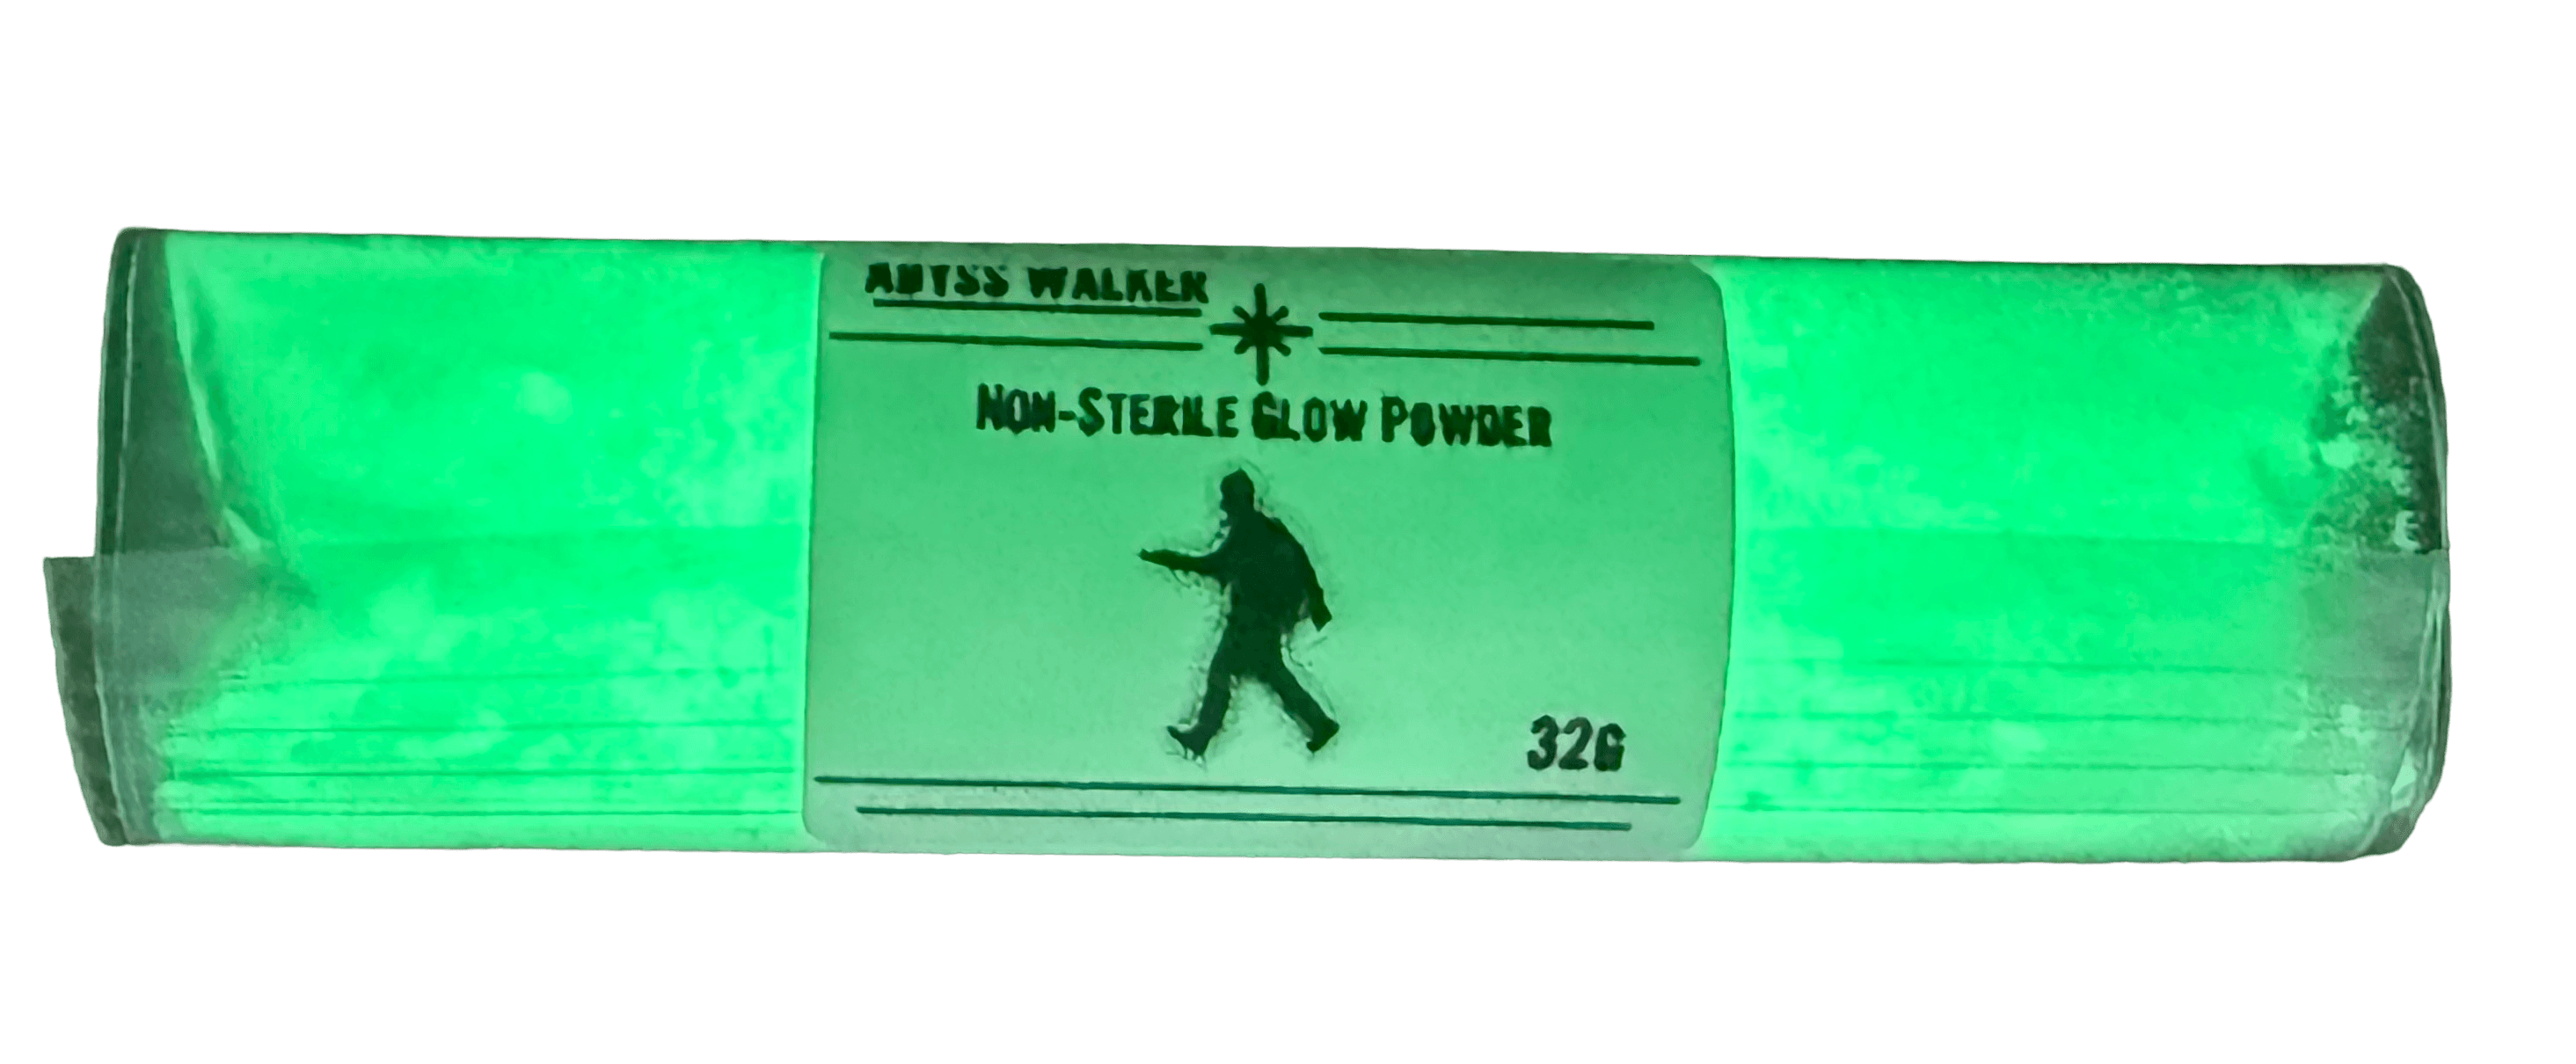 ABYSS WALKER
NON-STERILE GLOW POWDER
32G